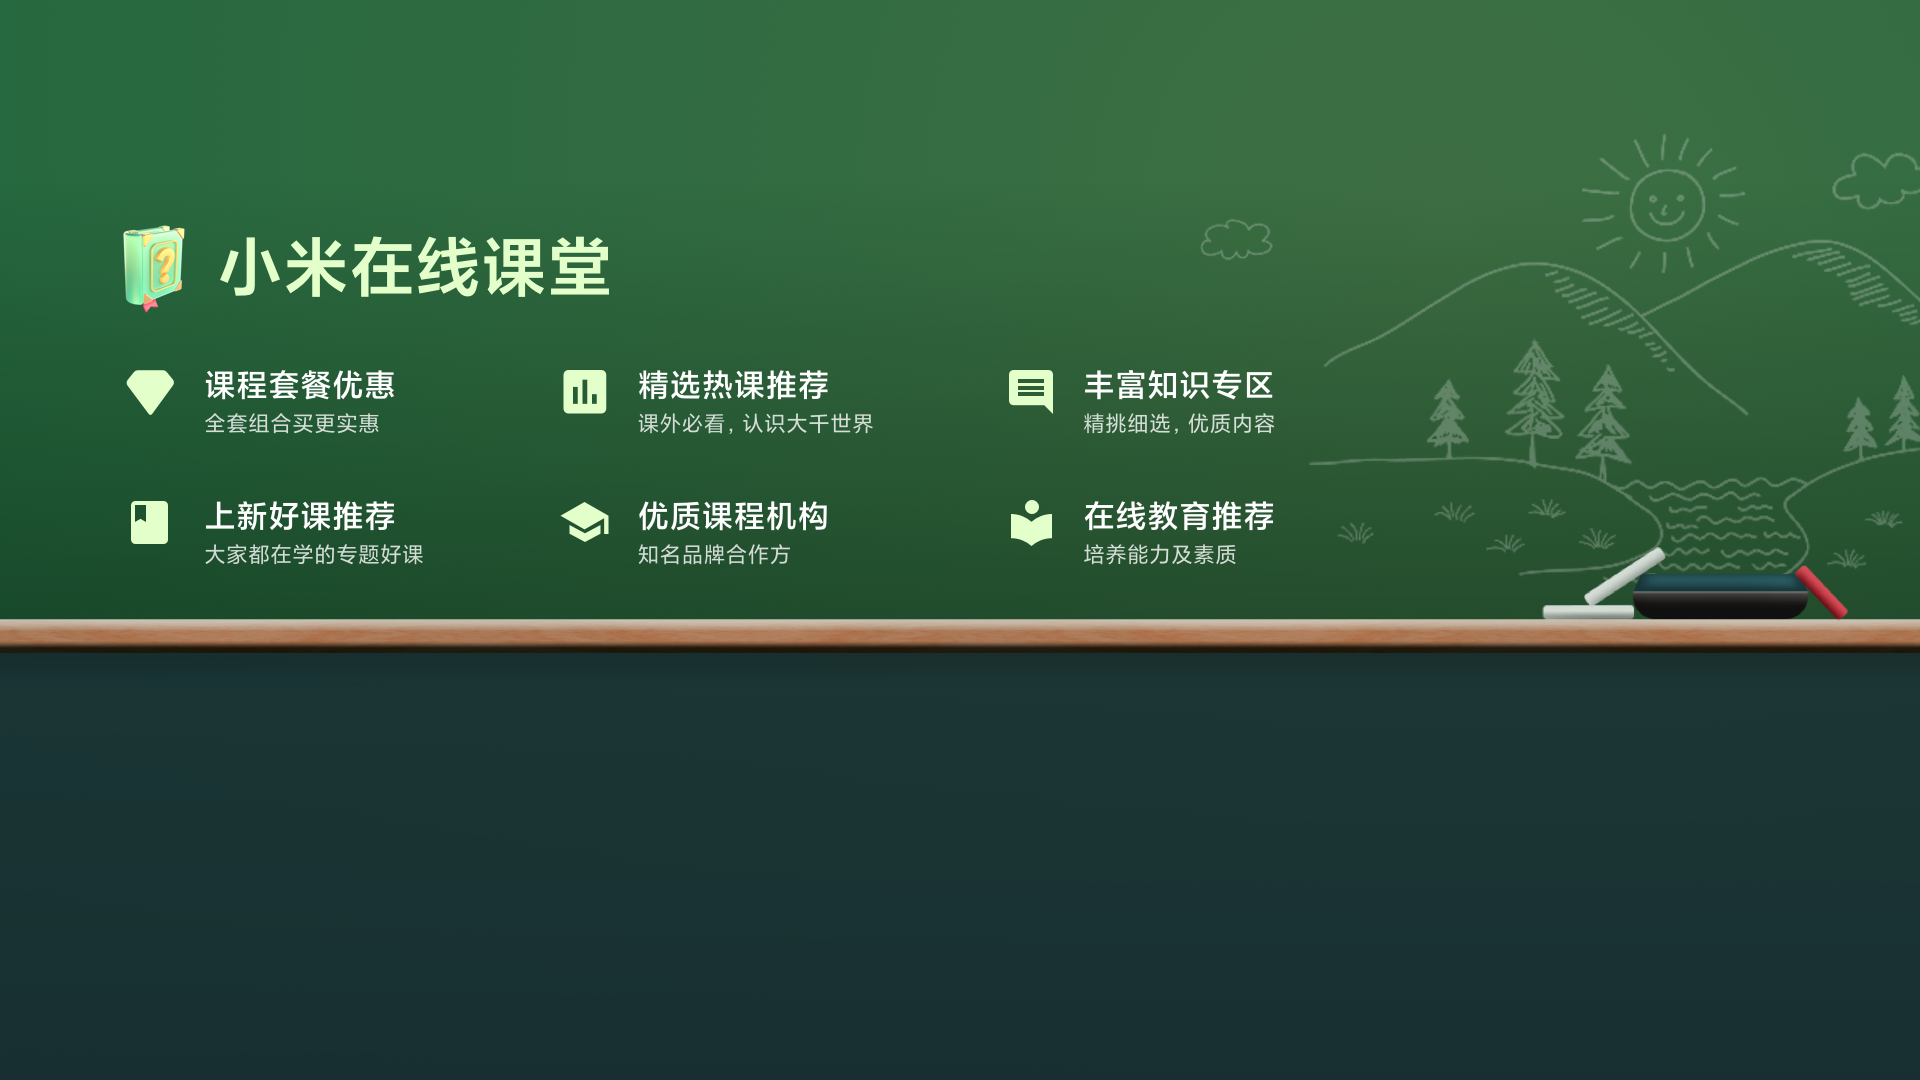 小米在线课堂
课程套餐优惠
全套组合买更实惠
精选热课推荐
课外必看, 认识大千世界
丰富知识专区
精挑细选, 优质内容
上新好课推荐
大家都在学的专题好课
优质课程机构
知名品牌合作方
在线教育推荐
培养能力及素质